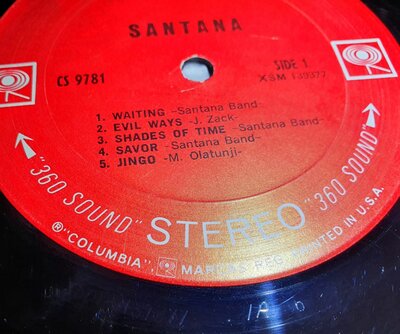 SANTANA
CS 9781
SIDE 1
XSM 139377
1. WAITING -Santana Band-
2. EVIL WAYS -J. Zack-
3. SHADES OF TIME -Santana Band-
4. SAVOR -Santana Band-
5. JINGO -M. Olatunji-
"360 SOUND" STEREO "360 SOUND"
℗"COLUMBIA", MARCAS REG. PRINTED IN U.S.A.